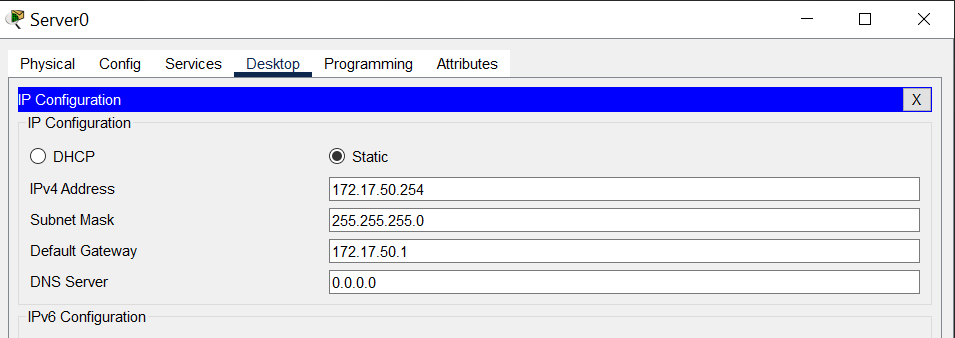 Server0
Physical Config Services Desktop Programming Attributes
IP Configuration X
IP Configuration
DHCP Static
IPv4 Address 172.17.50.254
Subnet Mask 255.255.255.0
Default Gateway 172.17.50.1
DNS Server 0.0.0.0
IPv6 Configuration